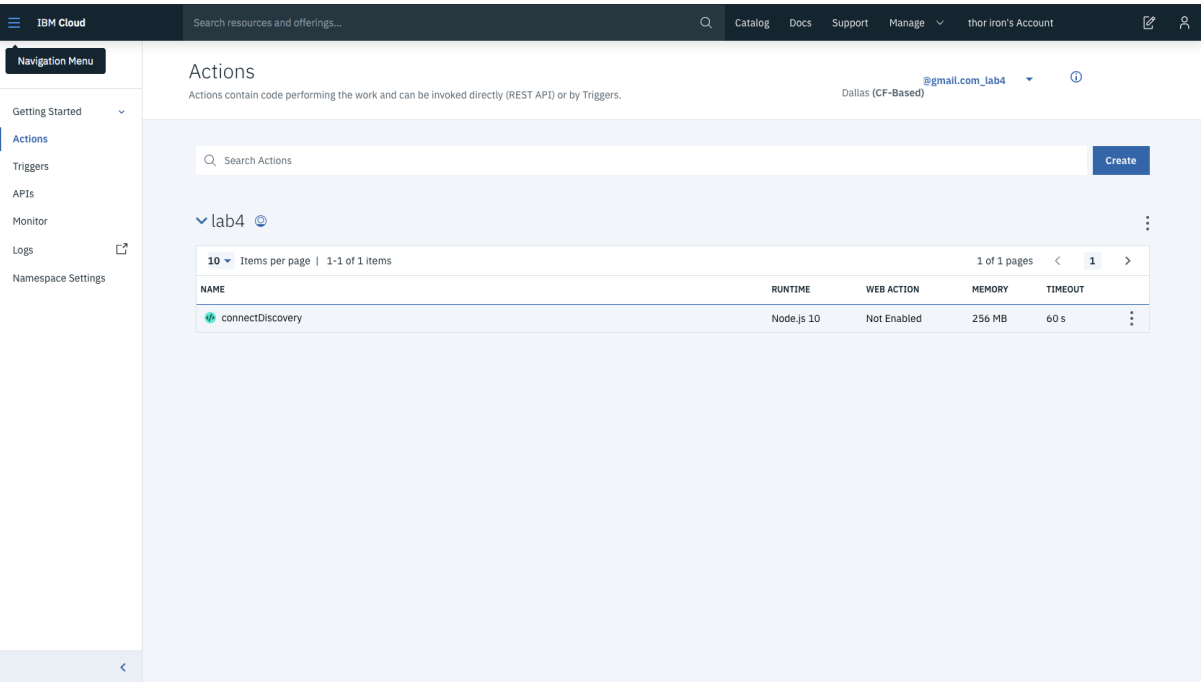 IBM Cloud
Search resources and offerings...
Catalog
Docs
Support
Manage
thor iron's Account
Navigation Menu
Getting Started
Actions
Triggers
APIs
Monitor
Logs
Namespace Settings
Actions
Actions contain code performing the work and can be invoked directly (REST API) or by Triggers.
@gmail.com_lab4
Dallas (CF-Based)
Search Actions
Create
lab4
10 Items per page | 1-1 of 1 items
1 of 1 pages < 1 >
NAME RUNTIME WEB ACTION MEMORY TIMEOUT
connectDiscovery Node.js 10 Not Enabled 256 MB 60 s